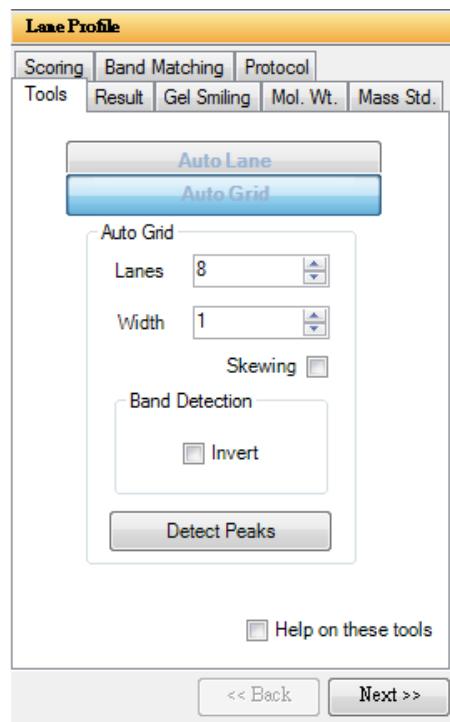 Lane Profile
Scoring Band Matching Protocol
Tools Result Gel Smiling Mol. Wt. Mass Std.
Auto Lane
Auto Grid
Auto Grid
Lanes 8
Width 1
Skewing
Band Detection
Invert
Detect Peaks
Help on these tools
<< Back Next >>